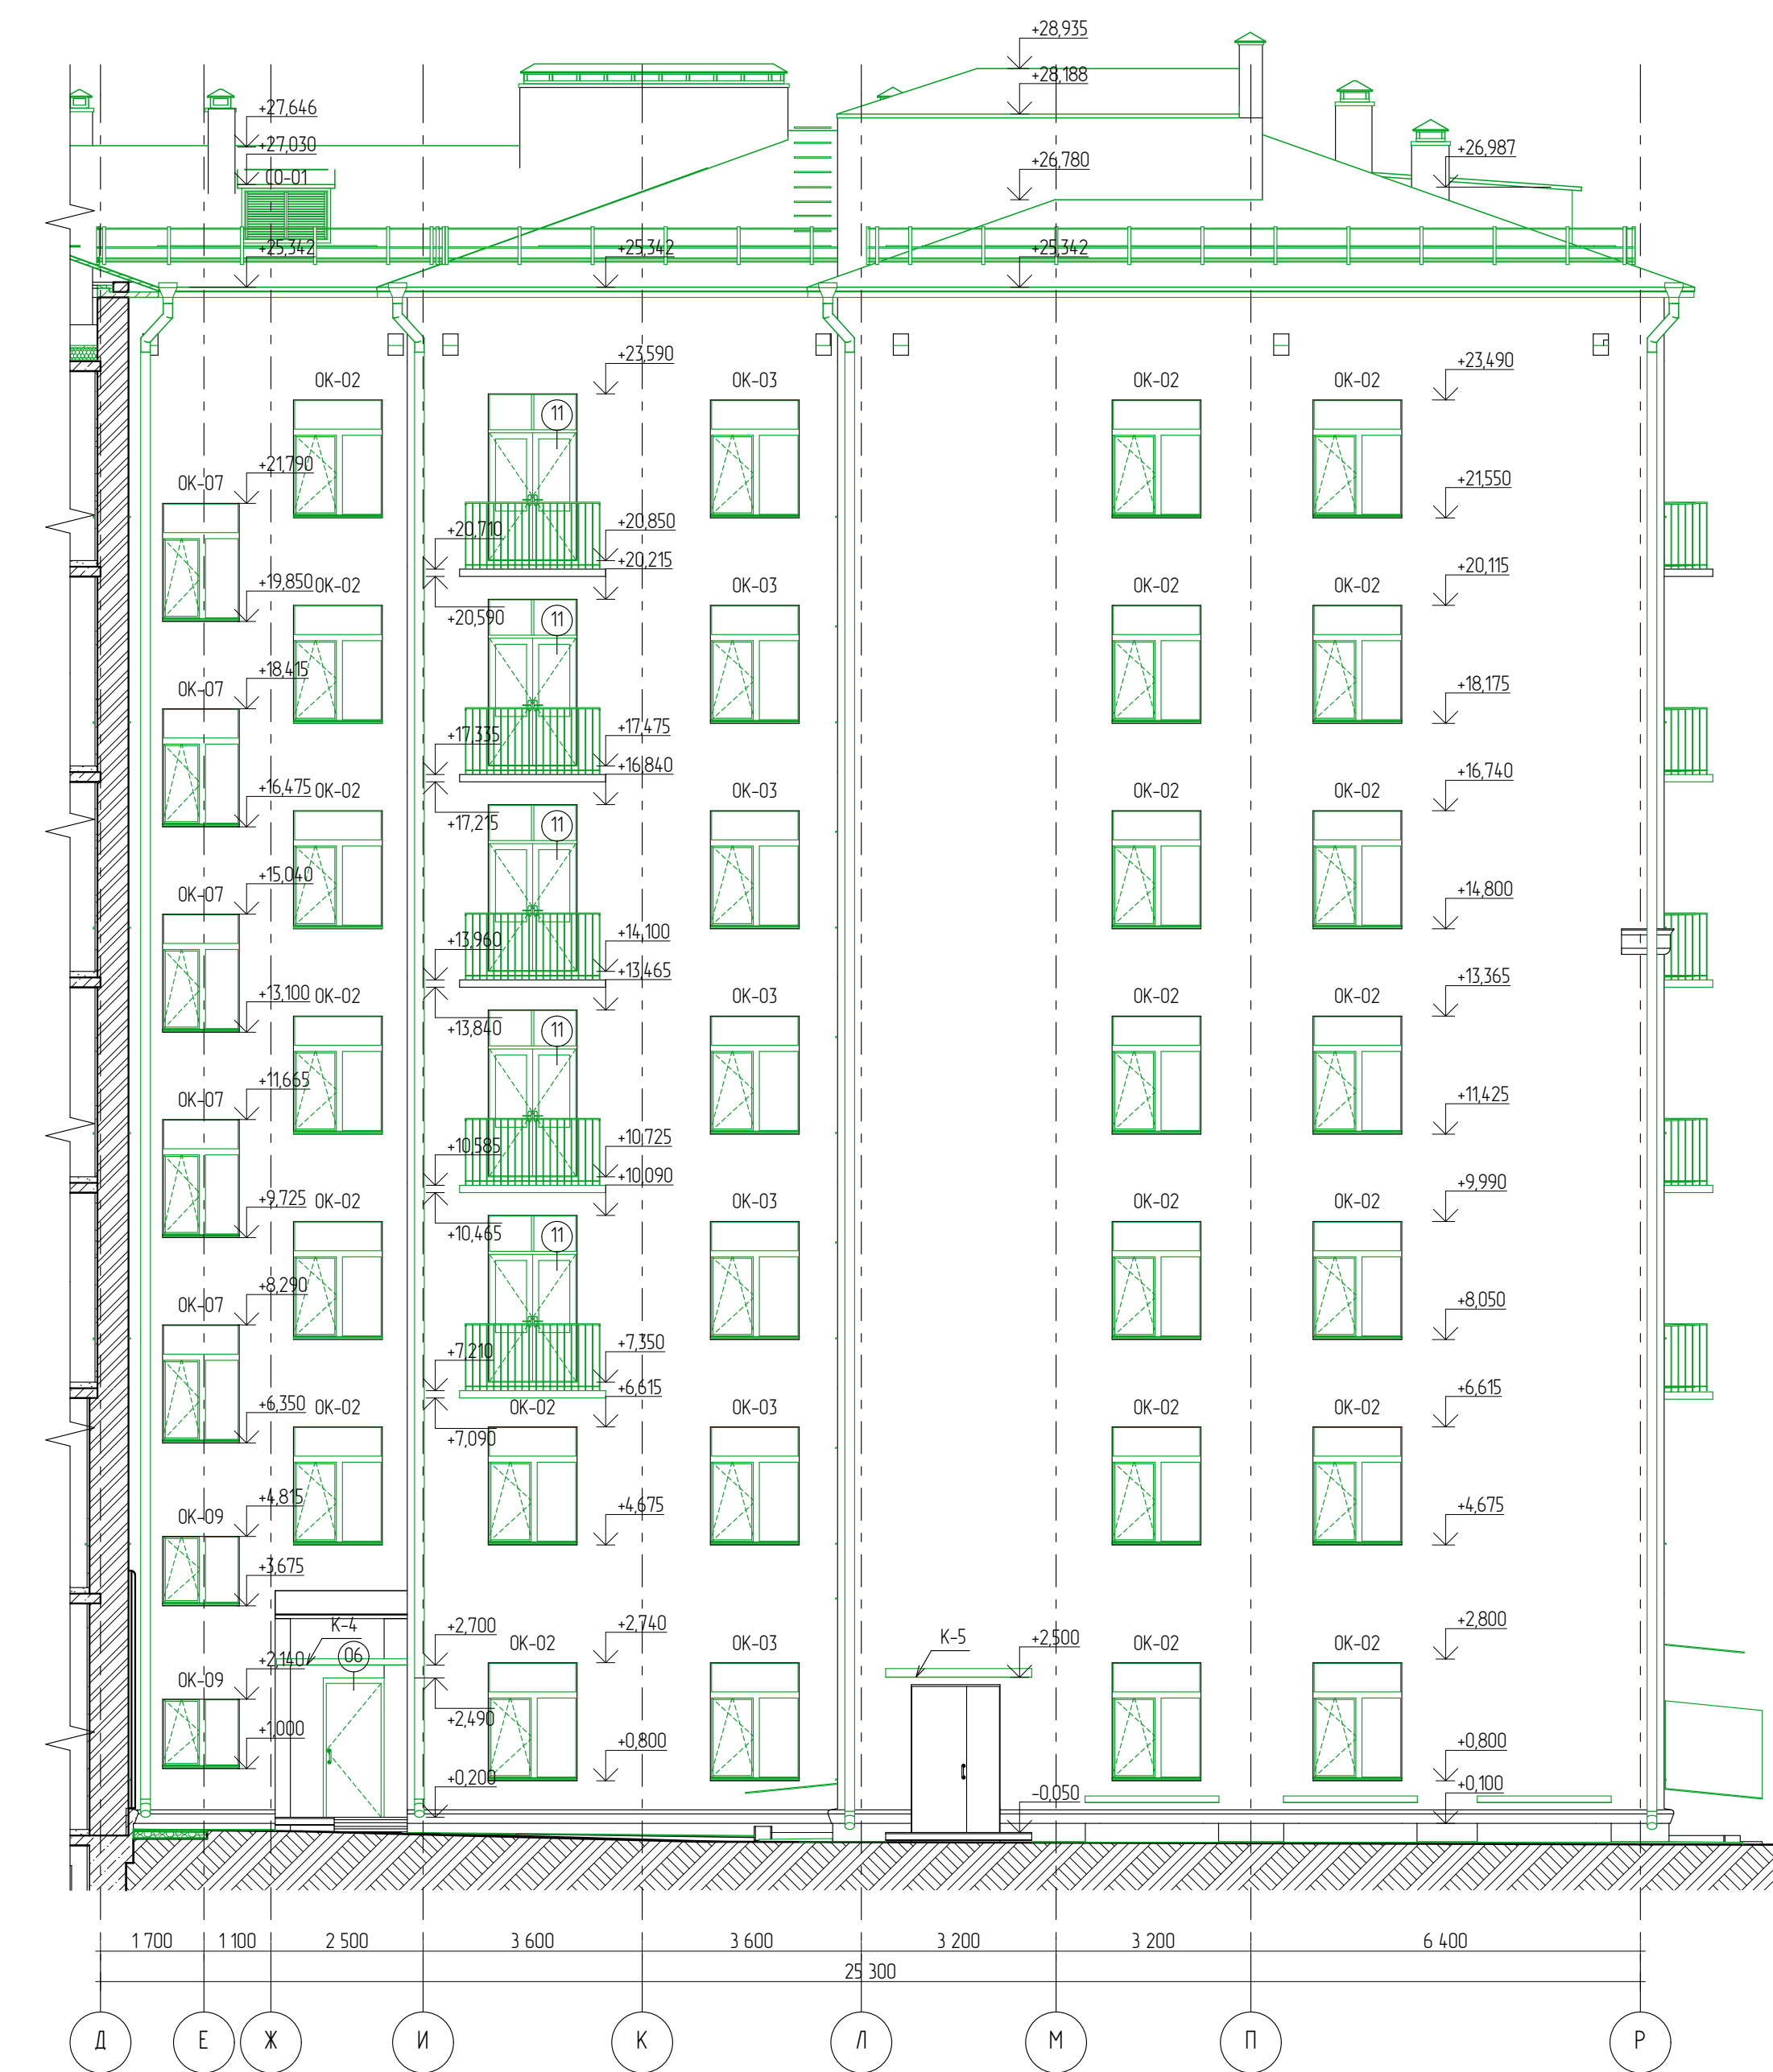 +28,935
+28,188
+27,646
+27,030
+26,987
+26,780
СО-01
+25,342 +25,342 +25,342
+23,590 +23,490
ОК-02 ОК-03 ОК-02 ОК-02
11
+21,790
ОК-07 +21,550
+20,710 +20,850
+20,215 +20,115
+19,850 ОК-02 ОК-03 ОК-02 ОК-02
+20,590 11
+18,415
ОК-07 +18,175
+17,335 +17,475
+16,840 +16,740
+16,475 ОК-02 ОК-03 ОК-02 ОК-02
+17,215 11
+15,040
ОК-07 +14,800
+13,960 +14,100
+13,465 +13,365
+13,100 ОК-02 ОК-03 ОК-02 ОК-02
+13,840 11
+11,665
ОК-07 +11,425
+10,585 +10,725
+10,090 +9,990
+9,725 ОК-02 ОК-03 ОК-02 ОК-02
+10,465 11
+8,290
ОК-07 +8,050
+7,210 +7,350
+6,615 +6,615
+6,350 ОК-02 ОК-02 ОК-03 ОК-02 ОК-02
+7,090
+4,815
ОК-09 +4,675 +4,675
+3,675
К-4 +2,700 +2,740 К-5 +2,500 +2,800
ОК-02 ОК-03 ОК-02 ОК-02
06
+2,140
ОК-09
+2,490
+1,000 +0,800 +0,800
+0,200 -0,050 +0,100
1 700 1 100 2 500 3 600 3 600 3 200 3 200 6 400
25 300
Д Е Ж И К Л М П Р